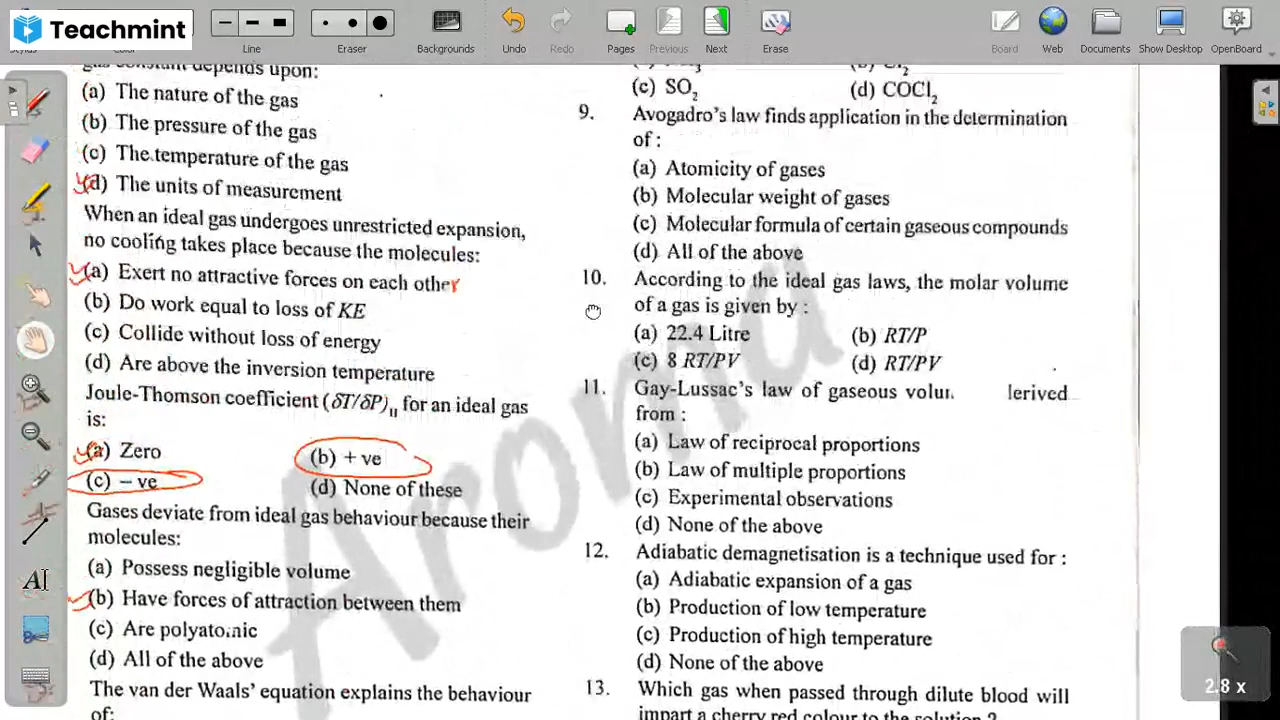 Teachmint
Line
Eraser
Backgrounds
Undo
Redo
Pages
Previous
Next
Erase
Board
Web
Documents
Show Desktop
OpenBoard
gas constant depends upon:
(a) The nature of the gas
(b) The pressure of the gas
(c) The temperature of the gas
(d) The units of measurement
When an ideal gas undergoes unrestricted expansion,
no cooling takes place because the molecules:
(a) Exert no attractive forces on each other
(b) Do work equal to loss of KE
(c) Collide without loss of energy
(d) Are above the inversion temperature
Joule-Thomson coefficient (δT/δP)H for an ideal gas
is:
(a) Zero
(b) + ve
(c) – ve
(d) None of these
Gases deviate from ideal gas behaviour because their
molecules:
(a) Possess negligible volume
(b) Have forces of attraction between them
(c) Are polyatomic
(d) All of the above
The van der Waals' equation explains the behaviour
of:
(c) SO₂
(d) COCl₂
9. Avogadro's law finds application in the determination
of :
(a) Atomicity of gases
(b) Molecular weight of gases
(c) Molecular formula of certain gaseous compounds
(d) All of the above
10. According to the ideal gas laws, the molar volume
of a gas is given by :
(a) 22.4 Litre
(b) RT/P
(c) 8 RT/PV
(d) RT/PV
11. Gay-Lussac's law of gaseous volu lerived
from :
(a) Law of reciprocal proportions
(b) Law of multiple proportions
(c) Experimental observations
(d) None of the above
12. Adiabatic demagnetisation is a technique used for :
(a) Adiabatic expansion of a gas
(b) Production of low temperature
(c) Production of high temperature
(d) None of the above
13. Which gas when passed through dilute blood will
impart a cherry red colour to the solution ?
Aroma
2.8 x